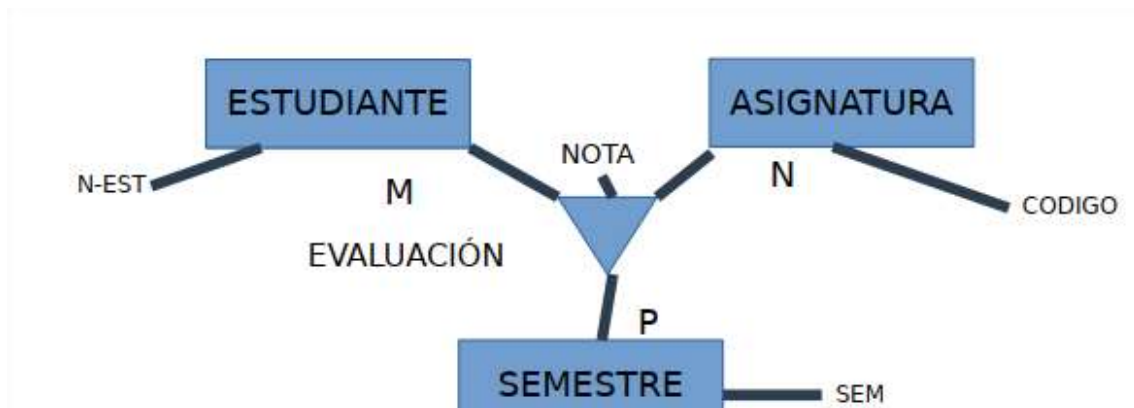 ESTUDIANTE
ASIGNATURA
NOTA
N-EST
M
N
CODIGO
EVALUACIÓN
P
SEMESTRE
SEM